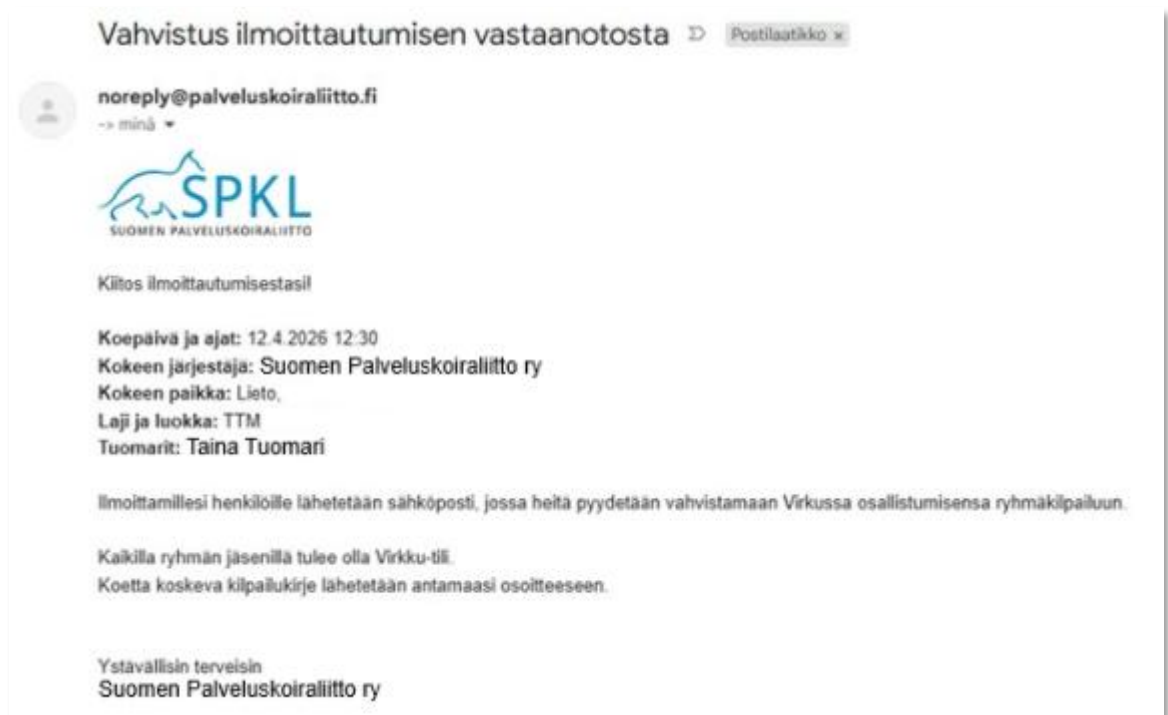 Vahvistus ilmoittautumisen vastaanotosta Postilaatikko x
noreply@palveluskoiraliitto.fi
-> minä
SPKL
SUOMEN PALVELUSKOIRALIITTO
Kiitos ilmoittautumisestasi!
Koepäivä ja ajat: 12.4.2026 12:30
Kokeen järjestäjä: Suomen Palveluskoiraliitto ry
Kokeen paikka: Lieto,
Laji ja luokka: TTM
Tuomarit: Taina Tuomari
Ilmoittamillesi henkilöille lähetetään sähköposti, jossa heitä pyydetään vahvistamaan Virkussa osallistumisensa ryhmäkilpailuun.
Kaikilla ryhmän jäsenillä tulee olla Virkku-tili.
Koetta koskeva kilpailukirje lähetetään antamaasi osoitteeseen.
Ystävällisin terveisin
Suomen Palveluskoiraliitto ry